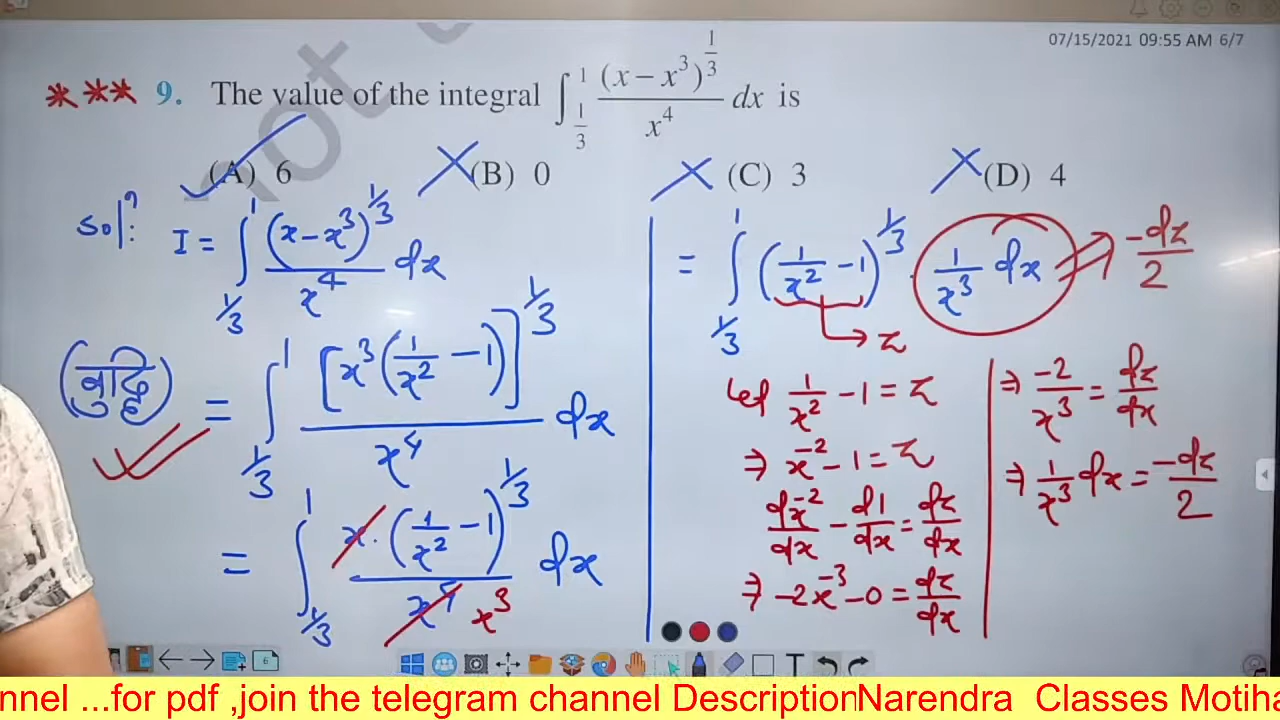 07/15/2021 09:55 AM 6/7
*** 9. The value of the integral ∫_{1/3}^{1} (x − x³)^{1/3} / x⁴ dx is
(A) 6 (B) 0 (C) 3 (D) 4
not
Solⁿ: I = ∫_{1/3}^{1} (x − x³)^{1/3} / x⁴ dx
(बुद्धि) = ∫_{1/3}^{1} [x³(1/x² − 1)]^{1/3} / x⁴ dx
= ∫_{1/3}^{1} x·(1/x² − 1)^{1/3} / x⁴ x³ dx
= ∫_{1/3}^{1} (1/x² − 1)^{1/3} · 1/x³ dx ⇒ −dz/2
→ z
Let 1/x² − 1 = z
⇒ x⁻² − 1 = z
dx⁻²/dx − d1/dx = dz/dx
⇒ −2x⁻³ − 0 = dz/dx
⇒ −2/x³ = dz/dx
⇒ 1/x³ dx = −dz/2
6
T
nnel ...for pdf ,join the telegram channel DescriptionNarendra Classes Motiha